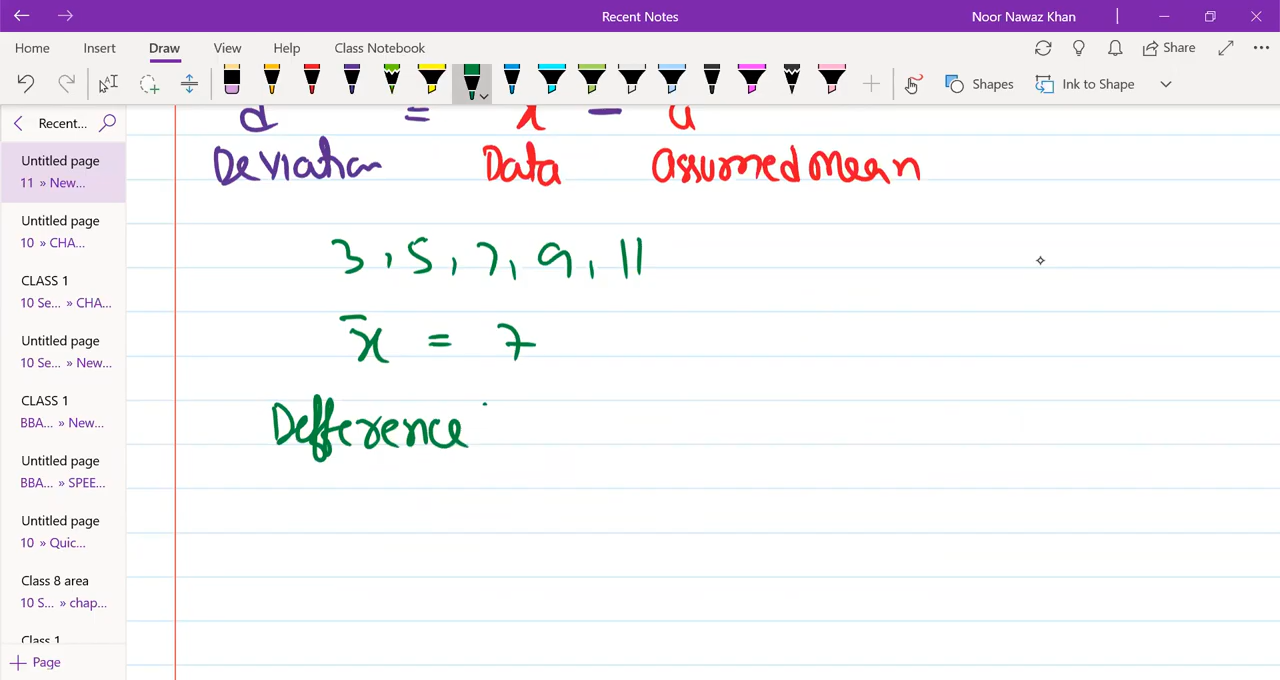 Recent Notes
Noor Nawaz Khan
Home Insert Draw View Help Class Notebook
Share
Shapes
Ink to Shape
Recent...
Untitled page
11 » New...
Untitled page
10 » CHA...
CLASS 1
10 Se... » CHA...
Untitled page
10 Se... » New...
CLASS 1
BBA... » New...
Untitled page
BBA... » SPEE...
Untitled page
10 » Quic...
Class 8 area
10 S... » chap...
Class 1
Page
d = x - a
Deviation Data Assumed Mean
3, 5, 7, 9, 11
x̄ = 7
Defference